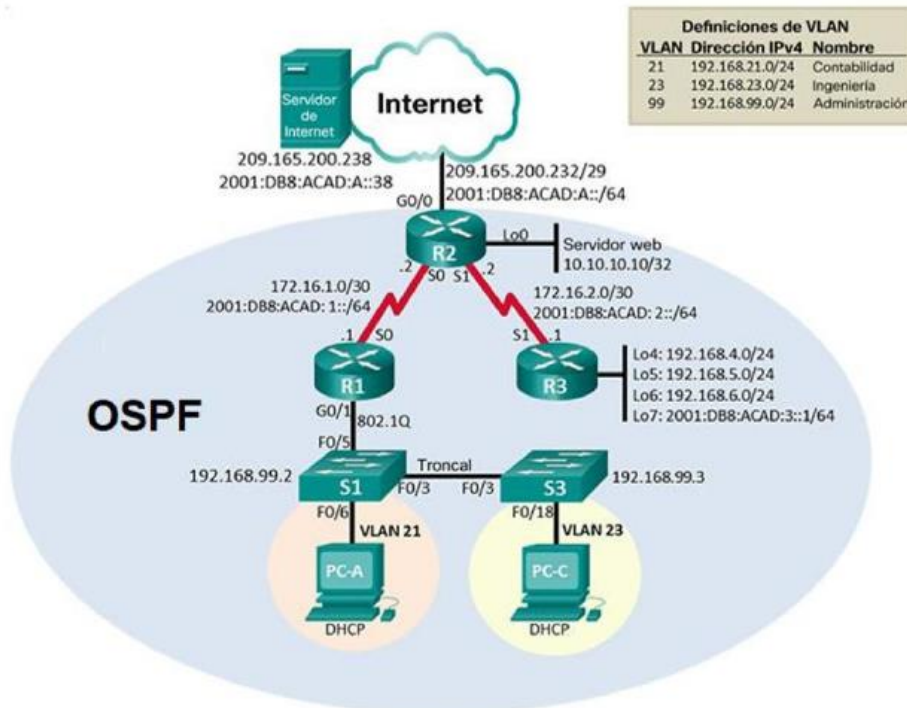 Definiciones de VLAN
VLAN Dirección IPv4 Nombre
21 192.168.21.0/24 Contabilidad
23 192.168.23.0/24 Ingeniería
99 192.168.99.0/24 Administración
Servidor de Internet
Internet
209.165.200.238
2001:DB8:ACAD:A::38
209.165.200.232/29
2001:DB8:ACAD:A::/64
G0/0
R2
Lo0
Servidor web
10.10.10.10/32
.2
S0
S1
.2
172.16.1.0/30
2001:DB8:ACAD: 1::/64
172.16.2.0/30
2001:DB8:ACAD: 2::/64
.1
S0
S1
.1
R1
R3
Lo4: 192.168.4.0/24
Lo5: 192.168.5.0/24
Lo6: 192.168.6.0/24
Lo7: 2001:DB8:ACAD:3::1/64
OSPF
G0/1
802.1Q
F0/5
192.168.99.2
S1
Troncal
F0/3
F0/3
S3
192.168.99.3
F0/6
F0/18
VLAN 21
VLAN 23
PC-A
PC-C
DHCP
DHCP